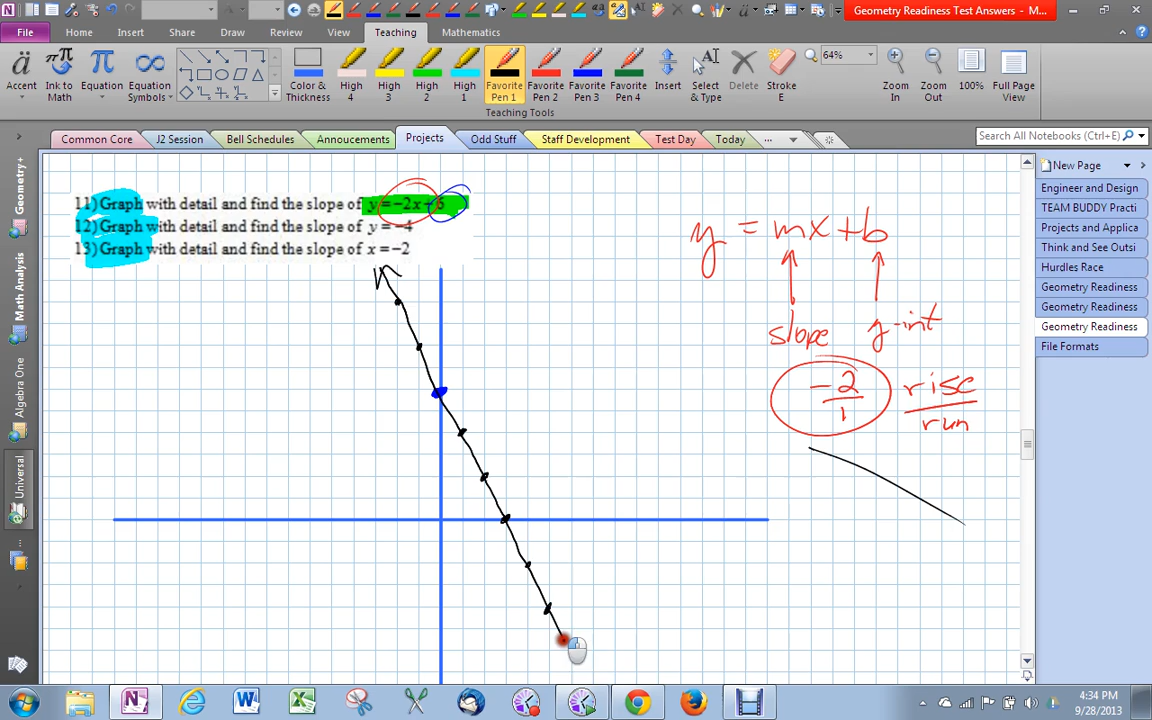 Geometry Readiness Test Answers - M...
File Home Insert Share Draw Review View Teaching Mathematics
Accent Ink to Math Equation Equation Symbols Color & Thickness High 4 High 3 High 2 High 1 Favorite Pen 1 Favorite Pen 2 Favorite Pen 3 Favorite Pen 4 Insert Select & Type Delete Stroke E 64% Zoom In Zoom Out 100% Full Page View
Teaching Tools
Common Core J2 Session Bell Schedules Annoucements Projects Odd Stuff Staff Development Test Day Today ... Search All Notebooks (Ctrl+E)
New Page
Engineer and Design
TEAM BUDDY Practi
Projects and Applica
Think and See Outsi
Hurdles Race
Geometry Readiness
Geometry Readiness
Geometry Readiness
File Formats
Geometry+
Math Analysis
Algebra One
Universal
11) Graph with detail and find the slope of y = -2x + 6
12) Graph with detail and find the slope of y = -4
13) Graph with detail and find the slope of x = -2
y = mx + b
slope y-int
-2 rise
1 run
4:34 PM
9/28/2013